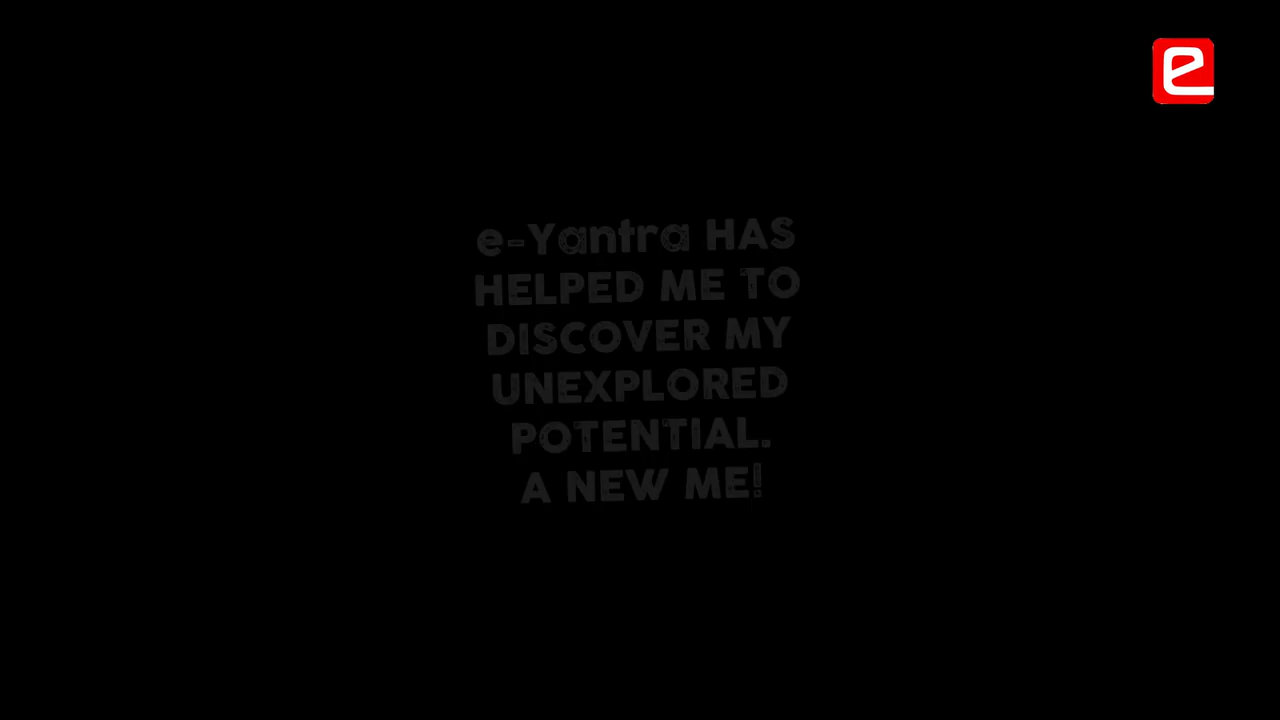 e
e-Yantra HAS
HELPED ME TO
DISCOVER MY
UNEXPLORED
POTENTIAL.
A NEW ME!